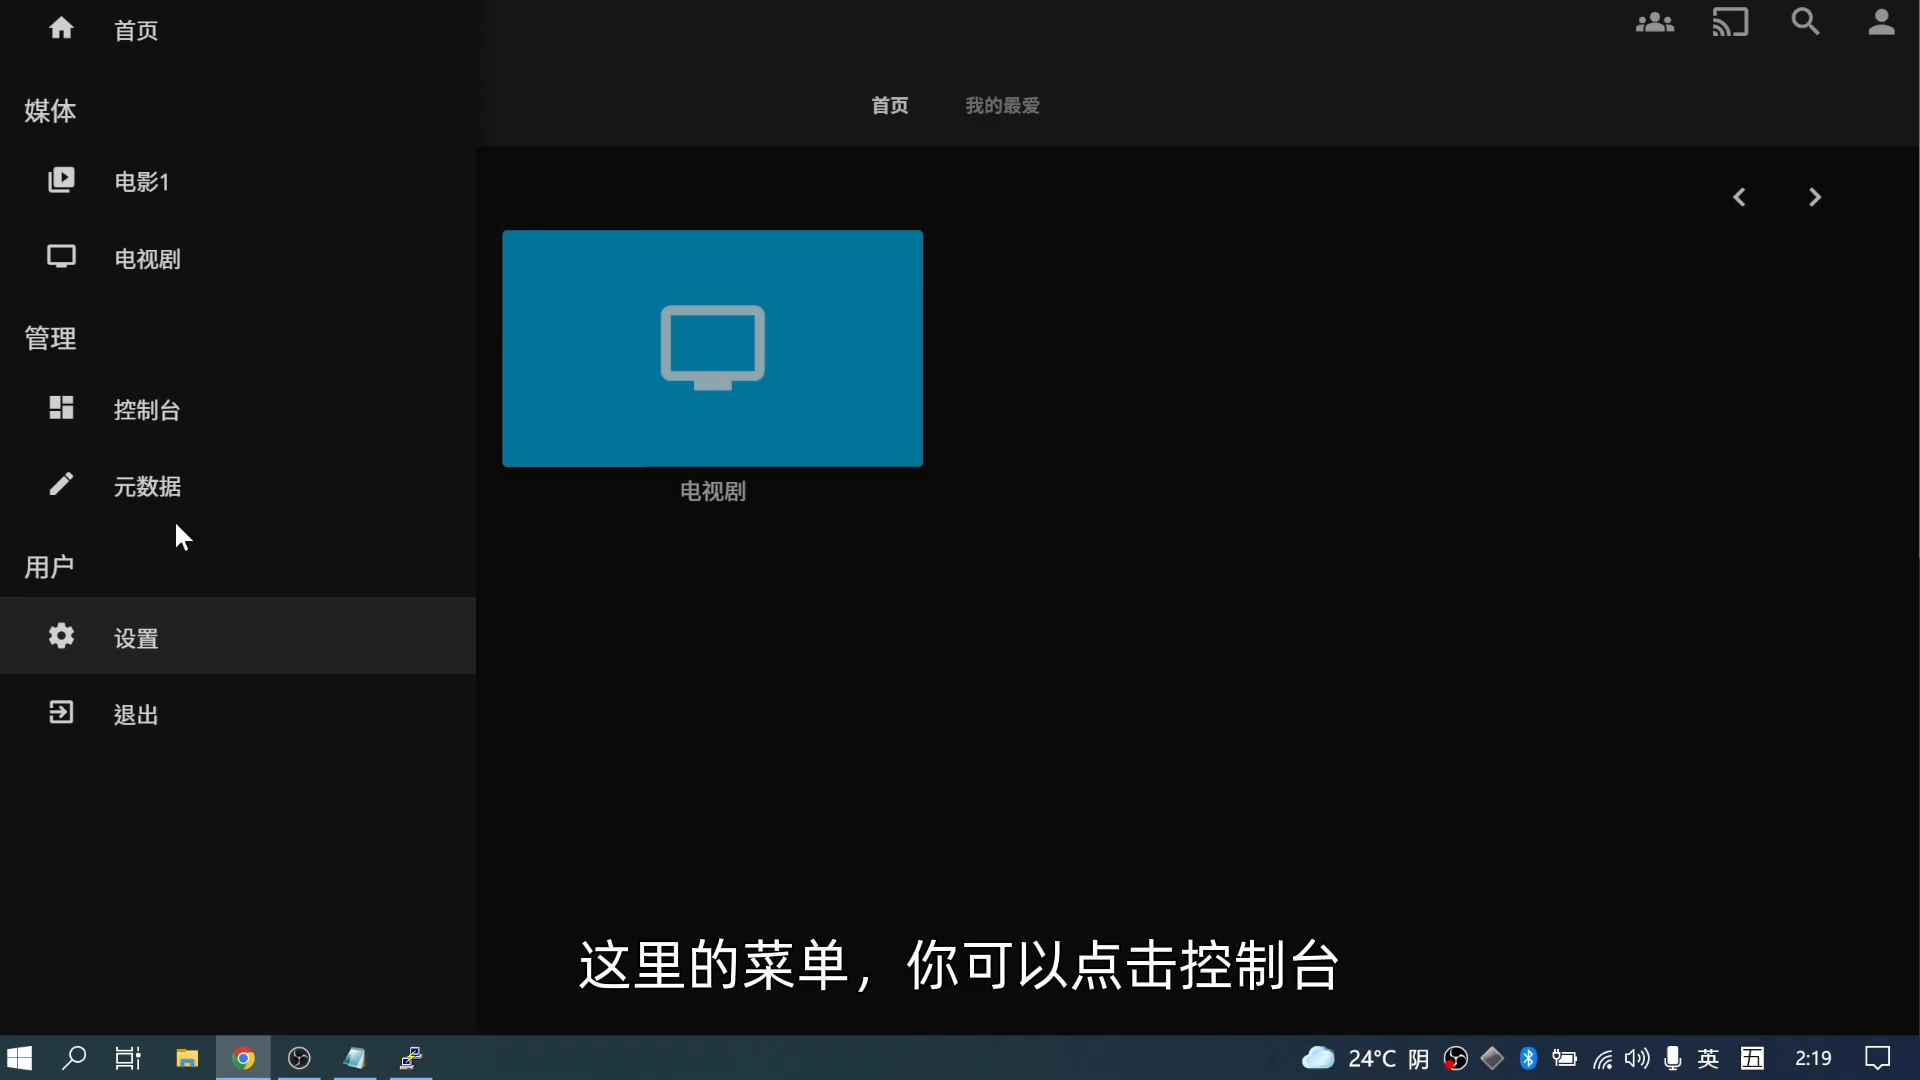 首页
媒体
电影1
电视剧
管理
控制台
元数据
用户
设置
退出
首页
我的最爱
电视剧
这里的菜单，你可以点击控制台
24°C 阴
英
五
2:19